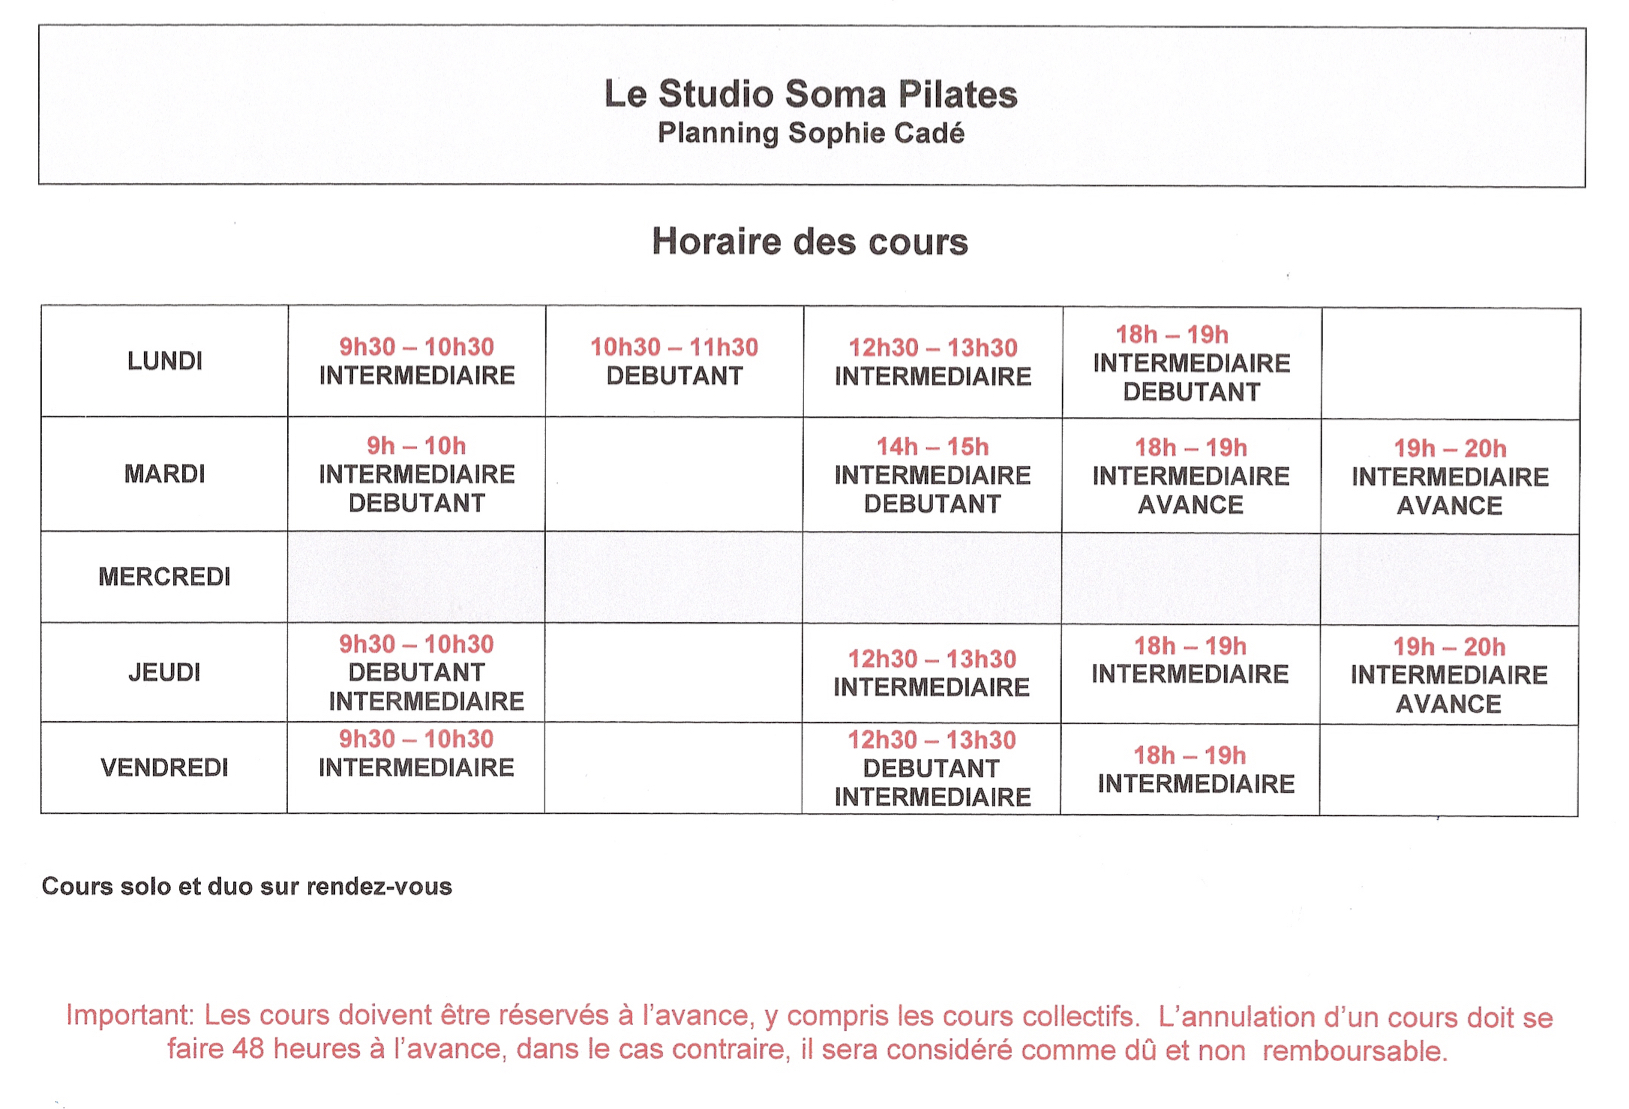 Le Studio Soma Pilates
Planning Sophie Cadé
Horaire des cours
LUNDI
9h30 – 10h30
INTERMEDIAIRE
10h30 – 11h30
DEBUTANT
12h30 – 13h30
INTERMEDIAIRE
18h – 19h
INTERMEDIAIRE
DEBUTANT
MARDI
9h – 10h
INTERMEDIAIRE
DEBUTANT
14h – 15h
INTERMEDIAIRE
DEBUTANT
18h – 19h
INTERMEDIAIRE
AVANCE
19h – 20h
INTERMEDIAIRE
AVANCE
MERCREDI
JEUDI
9h30 – 10h30
DEBUTANT
INTERMEDIAIRE
12h30 – 13h30
INTERMEDIAIRE
18h – 19h
INTERMEDIAIRE
19h – 20h
INTERMEDIAIRE
AVANCE
VENDREDI
9h30 – 10h30
INTERMEDIAIRE
12h30 – 13h30
DEBUTANT
INTERMEDIAIRE
18h – 19h
INTERMEDIAIRE
Cours solo et duo sur rendez-vous
Important: Les cours doivent être réservés à l'avance, y compris les cours collectifs. L'annulation d'un cours doit se
faire 48 heures à l'avance, dans le cas contraire, il sera considéré comme dû et non remboursable.